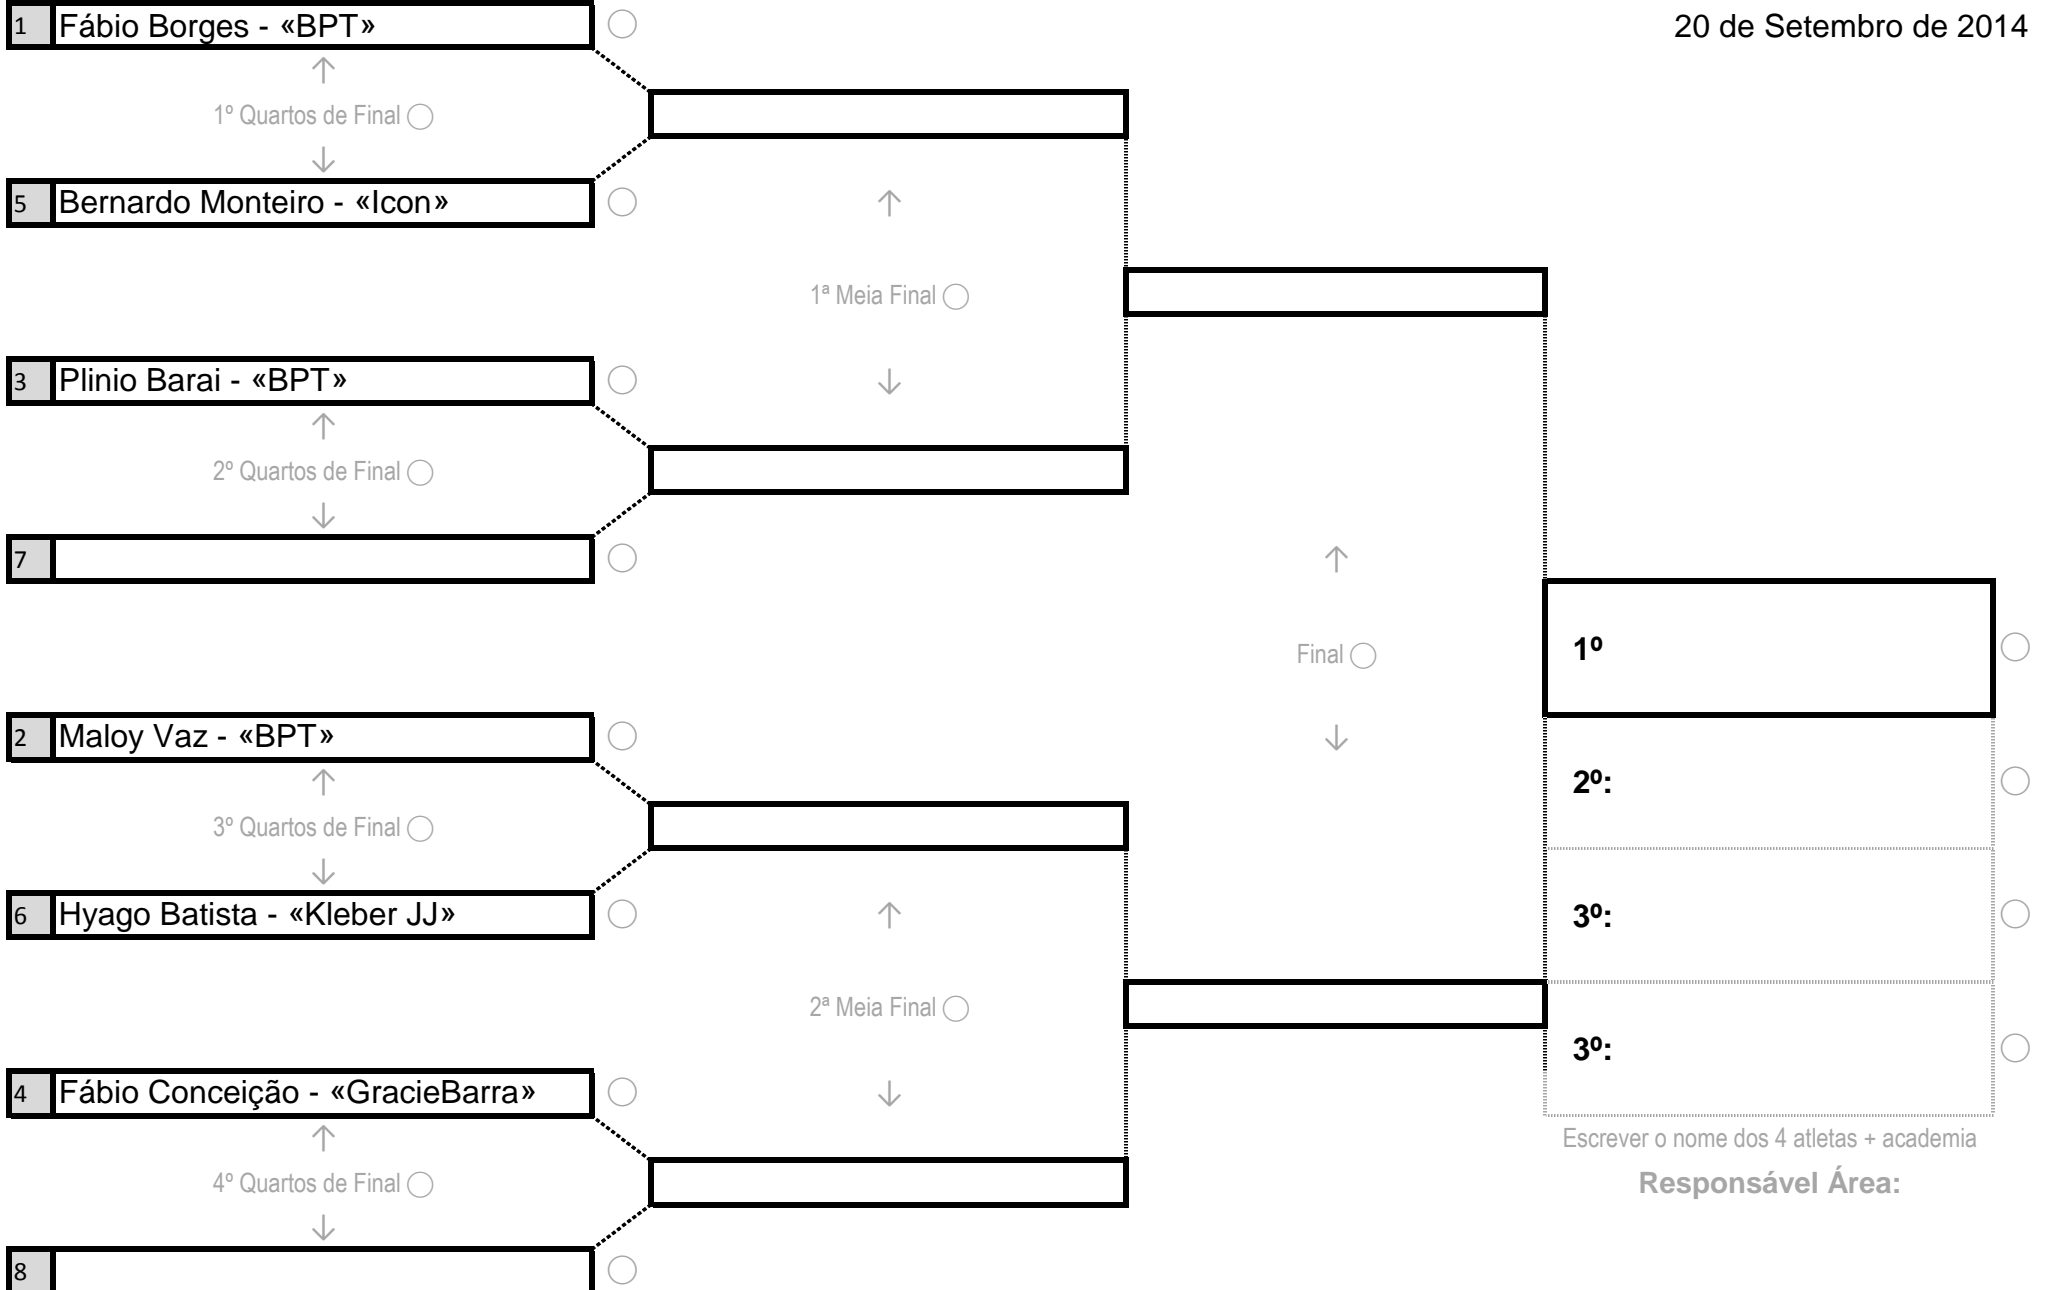 1 Fábio Borges - «BPT»
20 de Setembro de 2014
1º Quartos de Final
5 Bernardo Monteiro - «Icon»
1ª Meia Final
3 Plinio Barai - «BPT»
2º Quartos de Final
7
Final
1º
2 Maloy Vaz - «BPT»
2º:
3º Quartos de Final
6 Hyago Batista - «Kleber JJ»
3º:
2ª Meia Final
3º:
4 Fábio Conceição - «GracieBarra»
Escrever o nome dos 4 atletas + academia
4º Quartos de Final
Responsável Área:
8